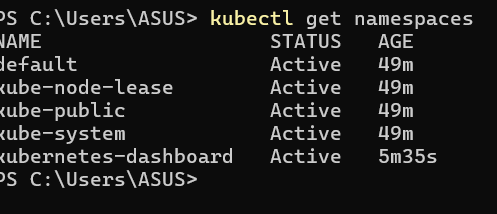 PS C:\Users\ASUS> kubectl get namespaces
NAME                   STATUS   AGE
default                Active   49m
kube-node-lease        Active   49m
kube-public            Active   49m
kube-system            Active   49m
kubernetes-dashboard   Active   5m35s
PS C:\Users\ASUS>